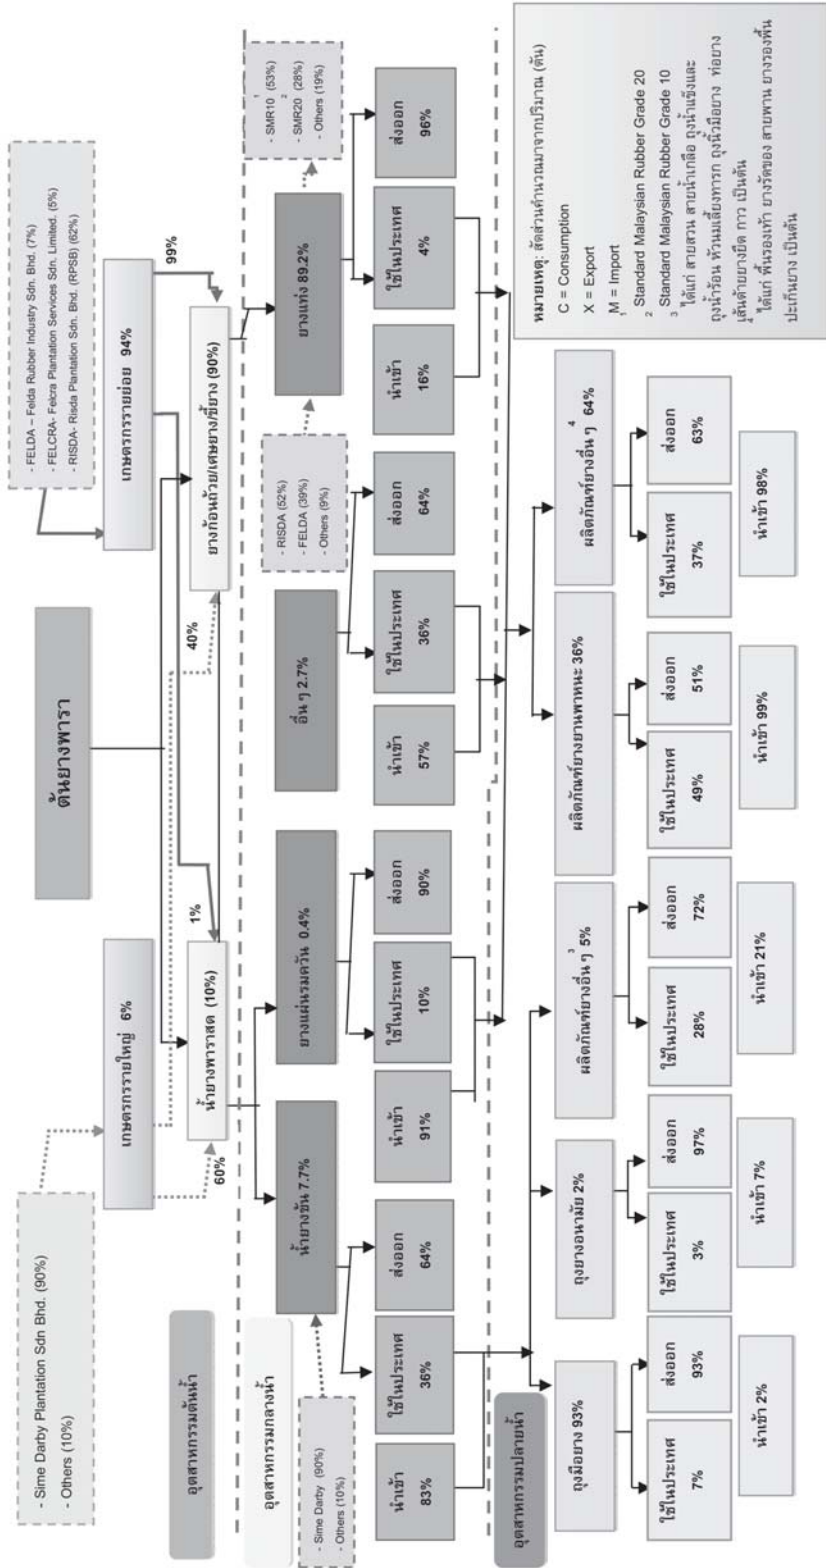 ต้นยางพารา
- Sime Darby Plantation Sdn Bhd. (90%)
- Others (10%)
เกษตรกรรายใหญ่ 6%
เกษตรกรรายย่อย 94%
- FELDA – Felda Rubber Industry Sdn. Bhd. (7%)
- FELCRA- Felcra Plantation Services Sdn. Limited. (5%)
- RISDA- Risda Plantation Sdn. Bhd. (RPSB) (62%)
อุตสาหกรรมต้นน้ำ
60%
1%
40%
99%
น้ำยางพาราสด (10%)
ยางก้อนถ้วย/เศษยาง/ขี้ยาง (90%)
อุตสาหกรรมกลางน้ำ
- Sime Darby (90%)
- Others (10%)
น้ำยางข้น 7.7%
ยางแผ่นรมควัน 0.4%
อื่น ๆ 2.7%
- RISDA (52%)
- FELDA (39%)
- Others (9%)
ยางแท่ง 89.2%
- SMR10 (53%) 1
- SMR20 (28%) 2
- Others (19%)
นำเข้า
83%
ใช้ในประเทศ
36%
ส่งออก
64%
นำเข้า
91%
ใช้ในประเทศ
10%
ส่งออก
90%
นำเข้า
57%
ใช้ในประเทศ
36%
ส่งออก
64%
นำเข้า
16%
ใช้ในประเทศ
4%
ส่งออก
96%
อุตสาหกรรมปลายน้ำ
ถุงมือยาง 93%
ถุงยางอนามัย 2%
ผลิตภัณฑ์ยางอื่น ๆ 3 5%
ผลิตภัณฑ์ยางยานพาหนะ 36%
ผลิตภัณฑ์ยางอื่น ๆ 4 64%
ใช้ในประเทศ
7%
ส่งออก
93%
นำเข้า 2%
ใช้ในประเทศ
3%
ส่งออก
97%
นำเข้า 7%
ใช้ในประเทศ
28%
ส่งออก
72%
นำเข้า 21%
ใช้ในประเทศ
49%
ส่งออก
51%
นำเข้า 99%
ใช้ในประเทศ
37%
ส่งออก
63%
นำเข้า 98%
หมายเหตุ: สัดส่วนคำนวณมาจากปริมาณ (ตัน)
C = Consumption
X = Export
M = Import
1 Standard Malaysian Rubber Grade 20
2 Standard Malaysian Rubber Grade 10
3 ได้แก่ สายสวน สายน้ำเกลือ ถุงน้ำแข็งและ
ถุงน้ำร้อน หัวนมเลี้ยงทารก ถุงนิ้วมือยาง ท่อยาง
เส้นด้ายยางยืด กาว เป็นต้น
4 ได้แก่ พื้นรองเท้า ยางรัดของ สายพาน ยางรองพื้น
ปะเก็นยาง เป็นต้น